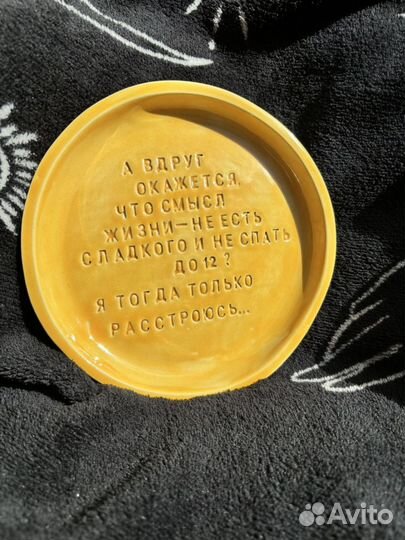 А ВДРУГ
ОКАЖЕТСЯ,
ЧТО СМЫСЛ
ЖИЗНИ—НЕ ЕСТЬ
СЛАДКОГО И НЕ СПАТЬ
ДО 12 ?
Я ТОГДА ТОЛЬКО
РАССТРОЮСЬ...
Avito